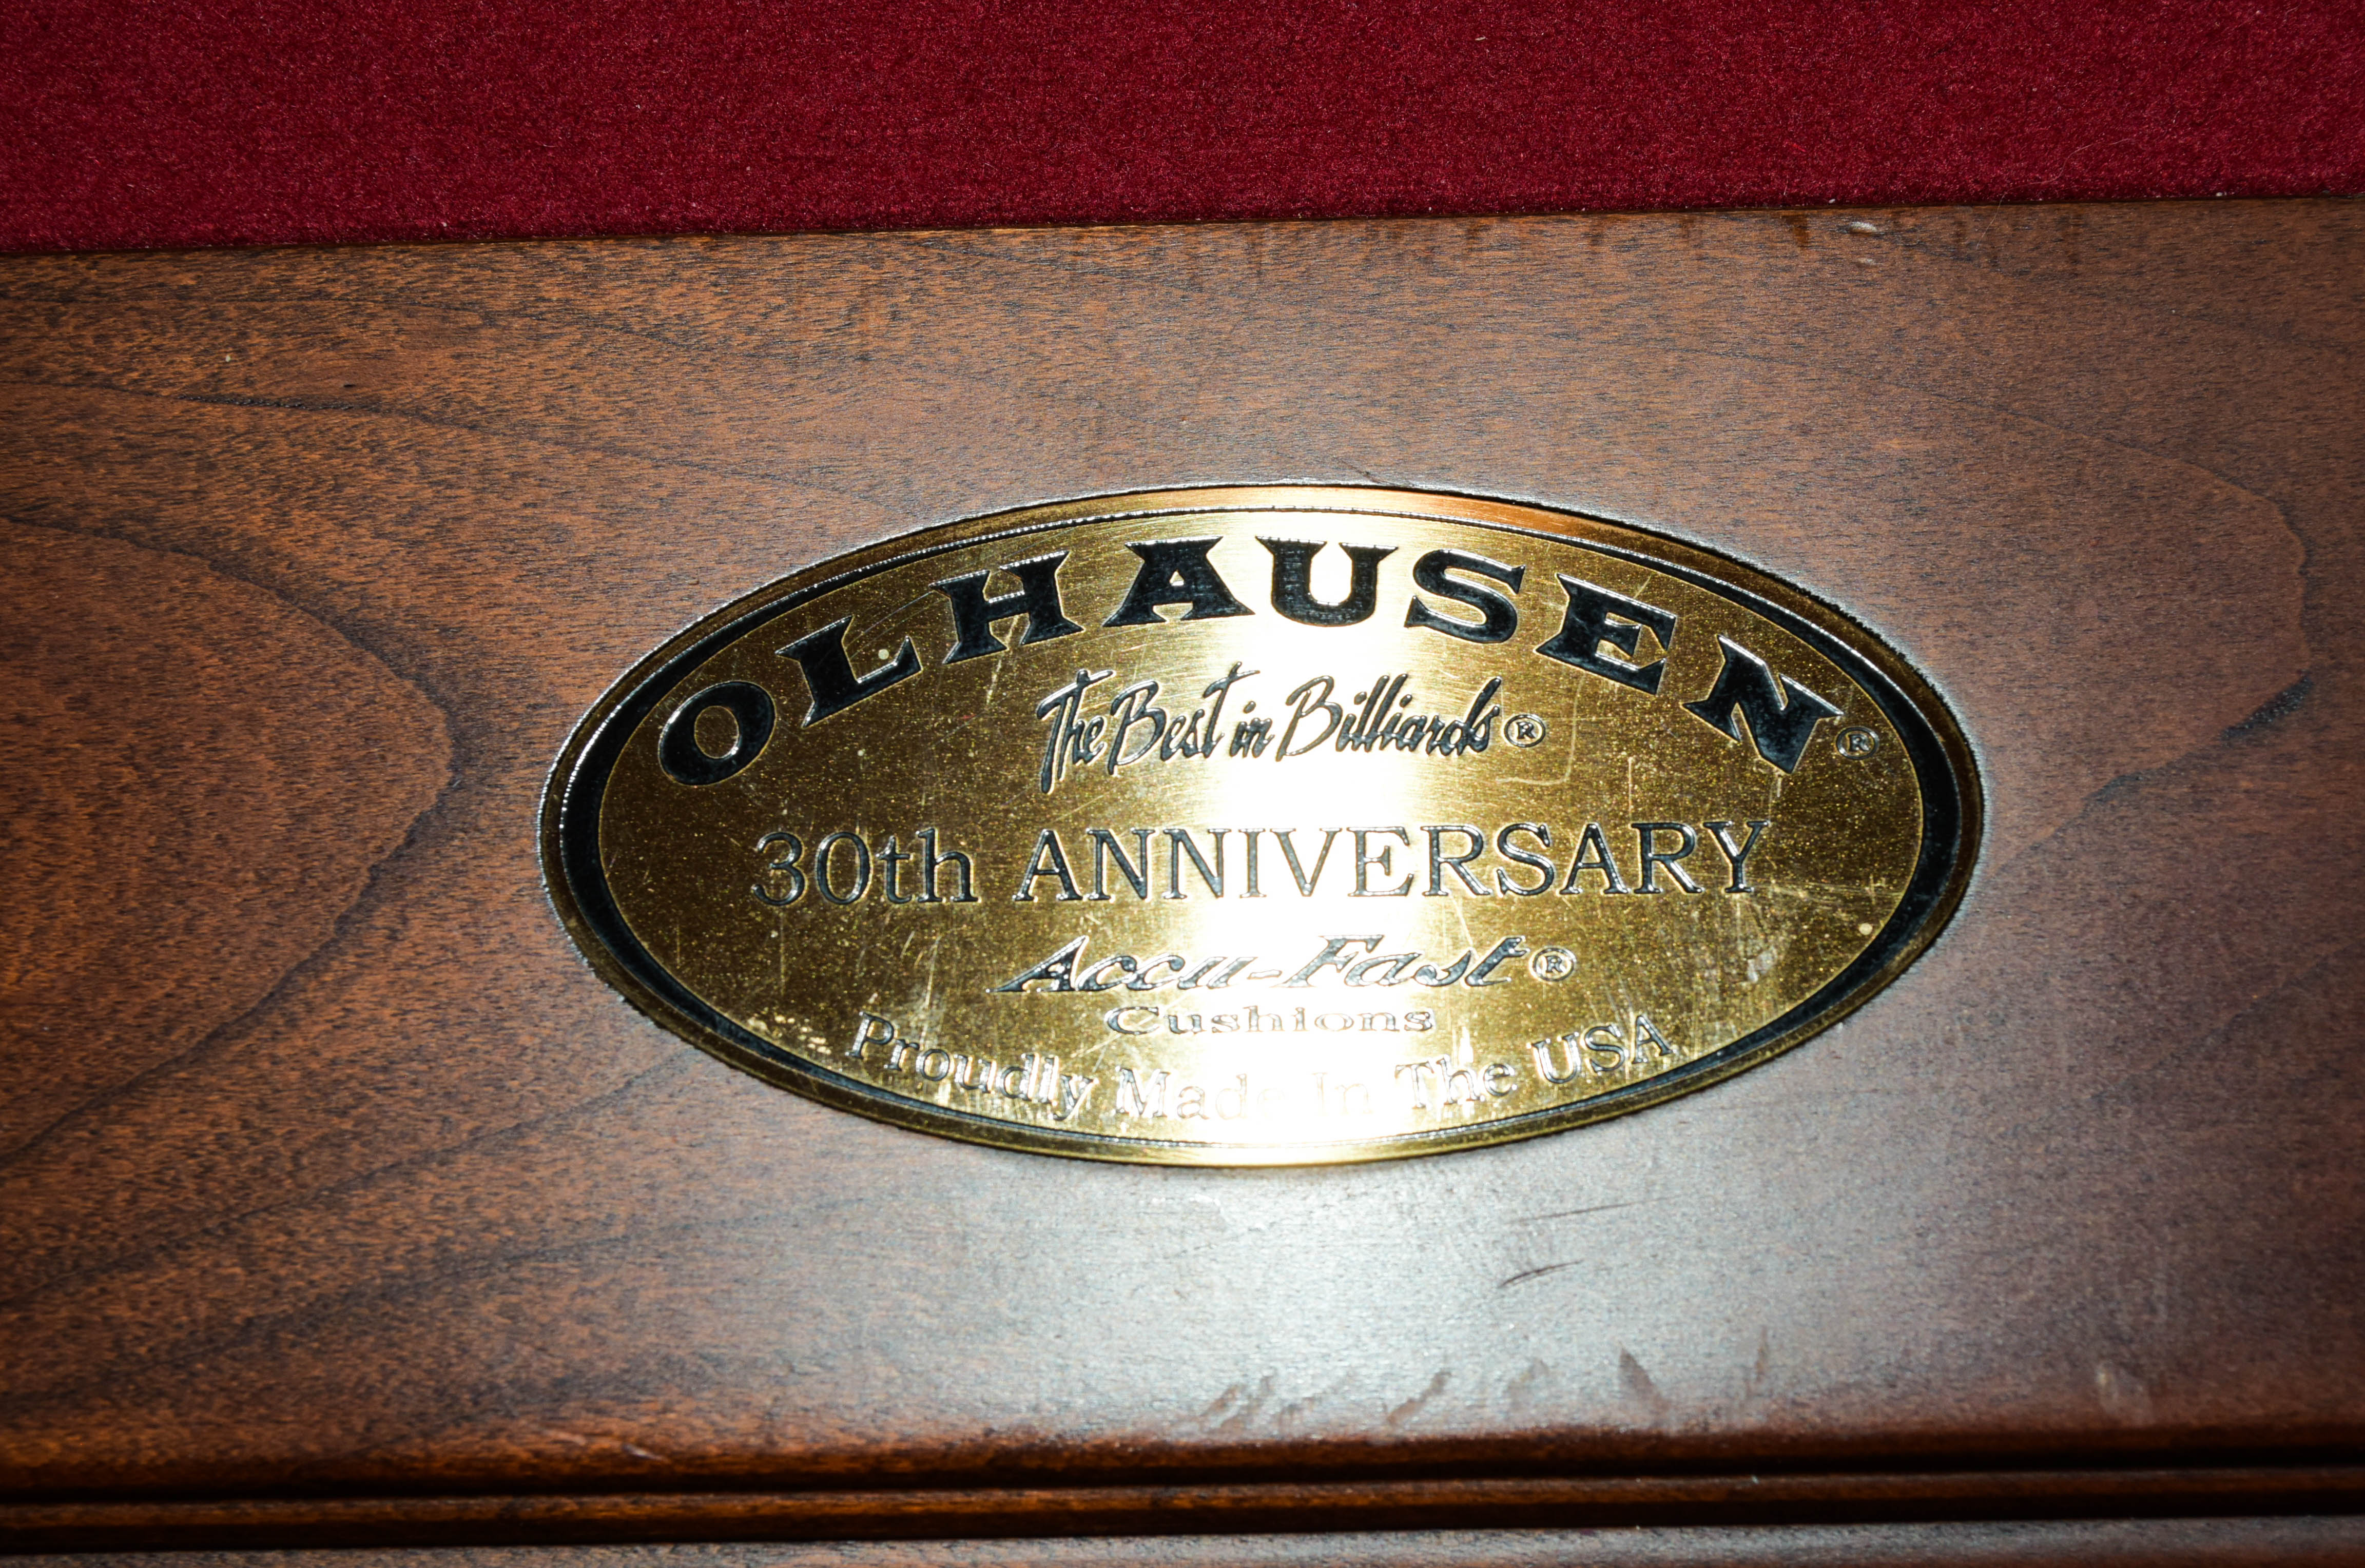 OLHAUSEN®
The Best in Billiards®
30th ANNIVERSARY
Accu-Fast®
Cushions
Proudly Made In The USA